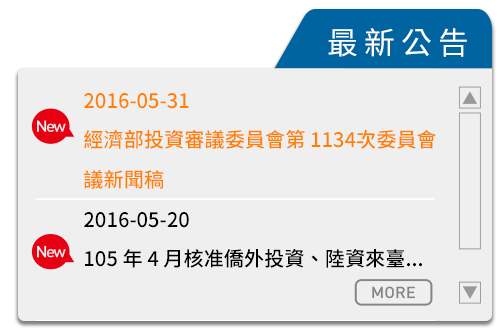 最新公告
2016-05-31
New
經濟部投資審議委員會第 1134次委員會
議新聞稿
2016-05-20
New
105 年 4 月核准僑外投資、陸資來臺...
MORE